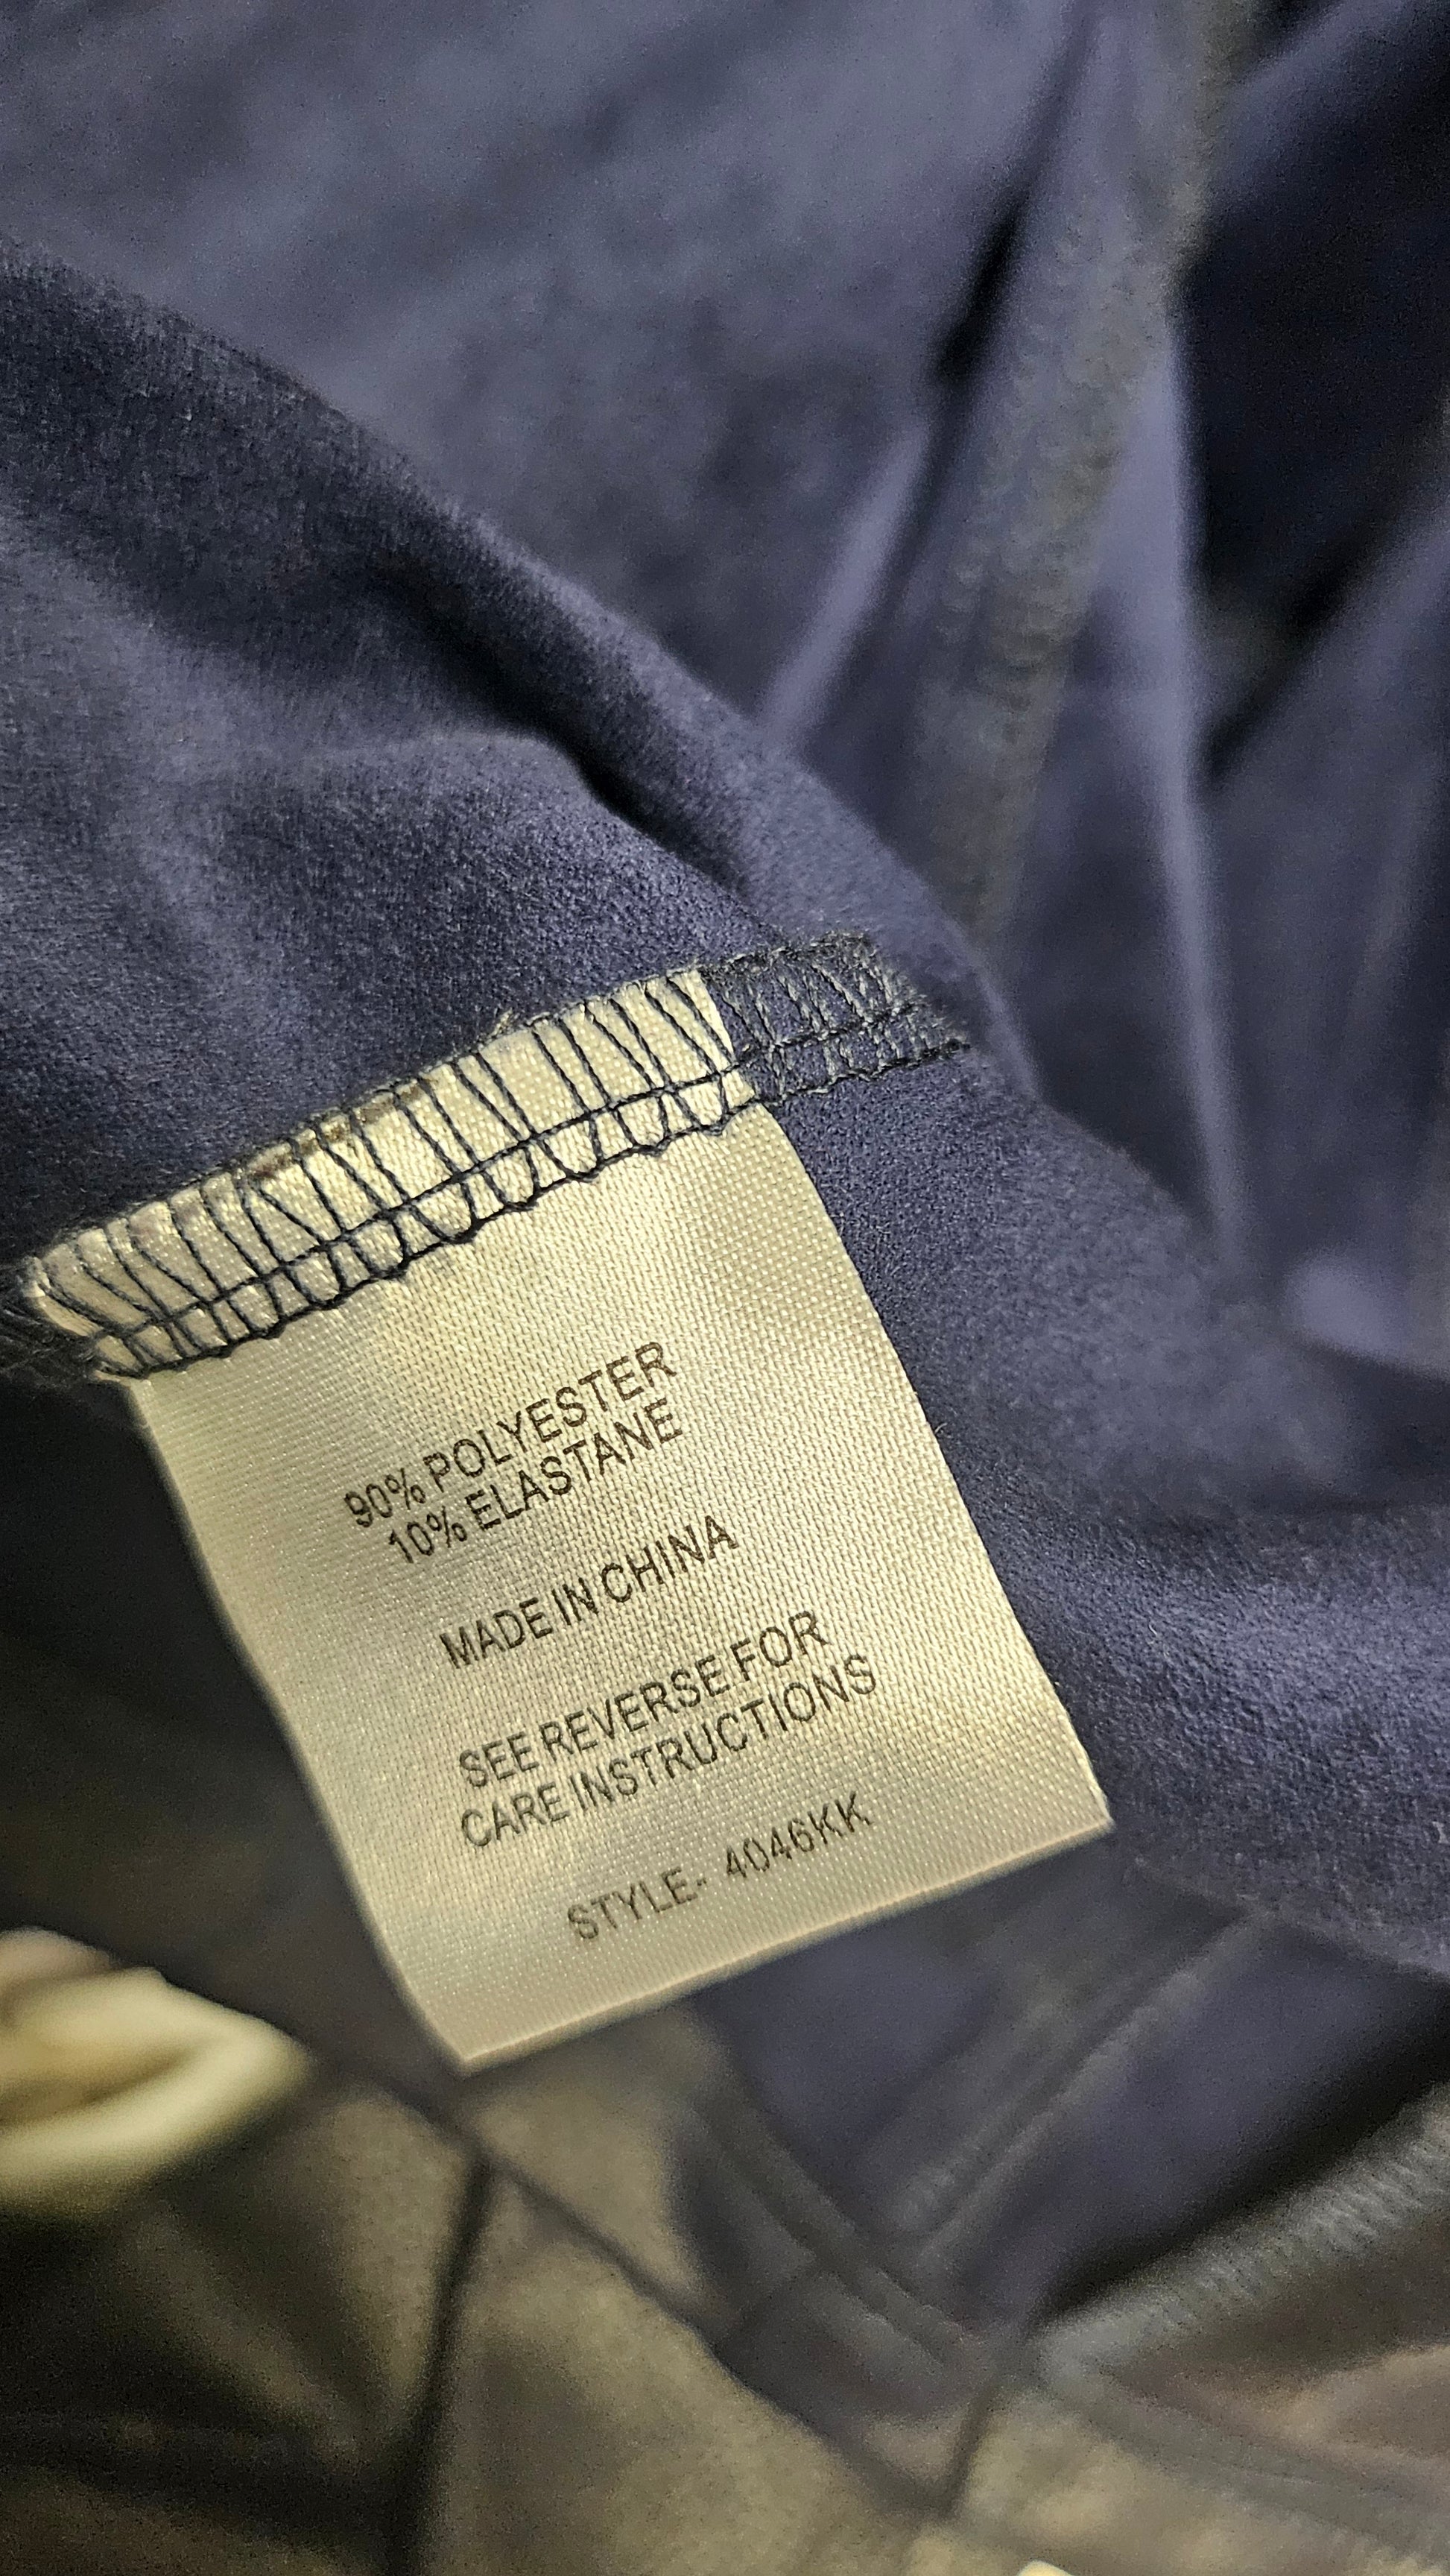 90% POLYESTER
10% ELASTANE
MADE IN CHINA
SEE REVERSE FOR
CARE INSTRUCTIONS
STYLE- 4046KK